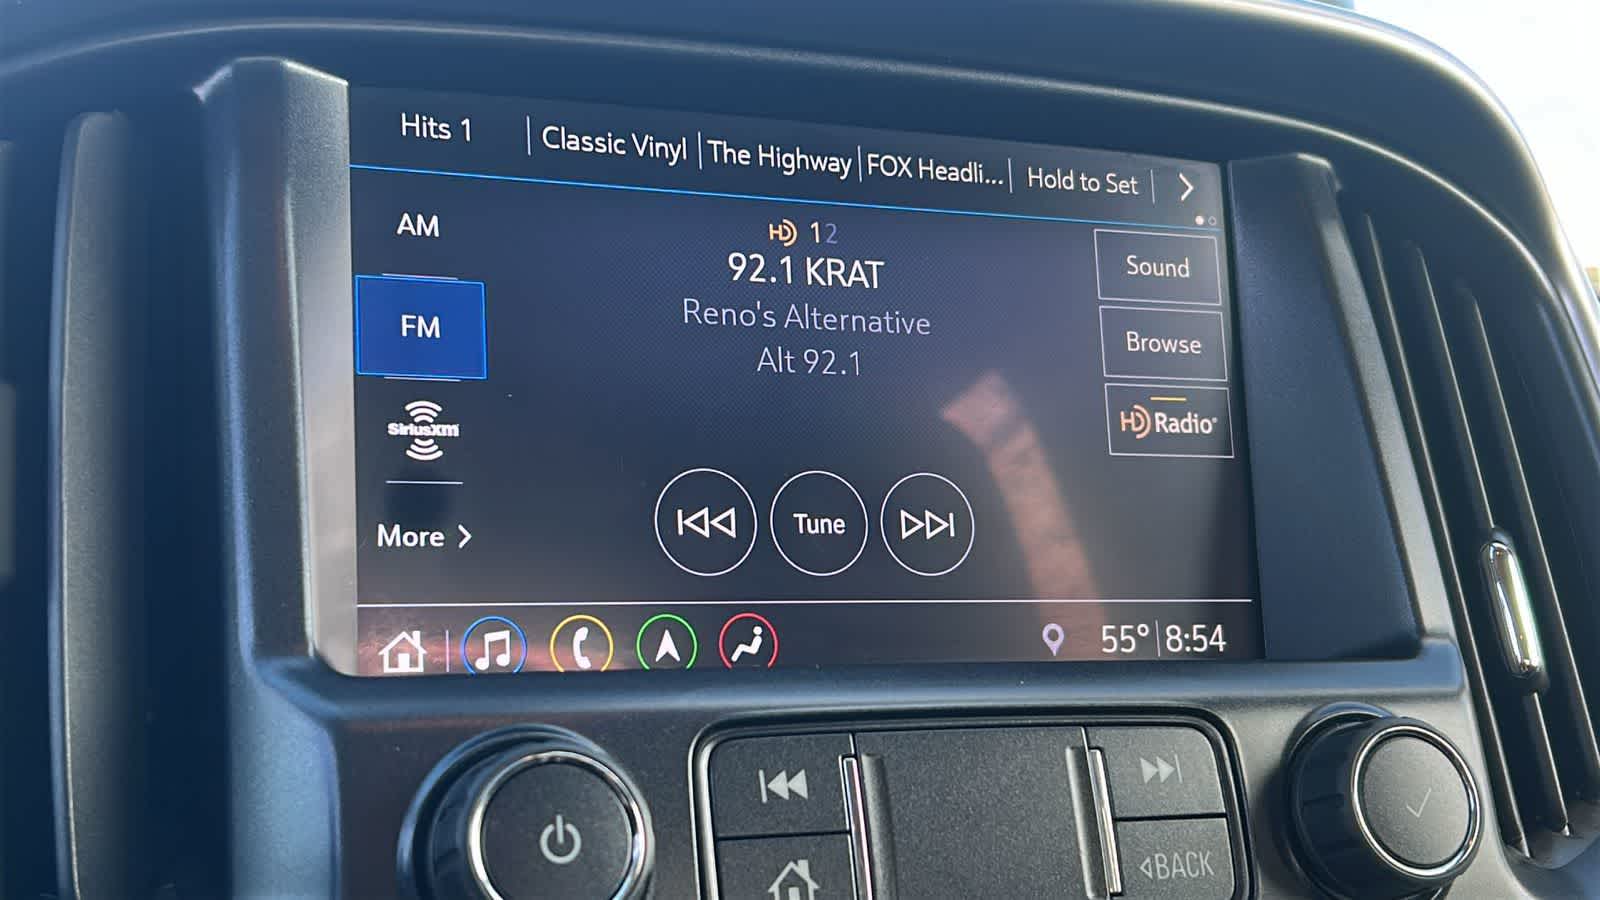 Hits 1 | Classic Vinyl | The Highway | FOX Headli... | Hold to Set
AM
HD 1 2
92.1 KRAT
Sound
Reno's Alternative
FM
Browse
Alt 92.1
HD Radio®
SiriusXM
More
Tune
55° | 8:54
BACK